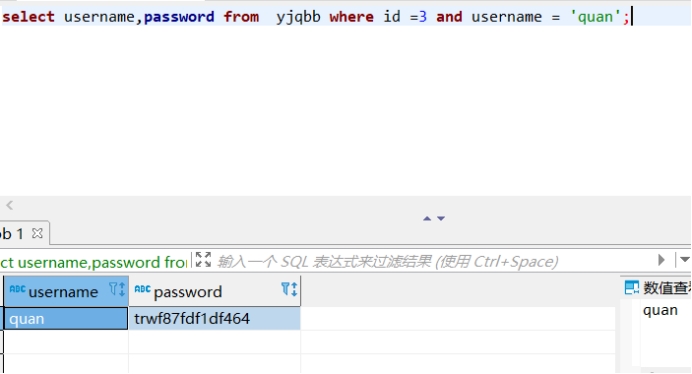 select username,password from  yjqbb where id =3 and username = 'quan';
bb 1
ct username,password fro
输入一个 SQL 表达式来过滤结果 (使用 Ctrl+Space)
ABC username
ABC password
数值查
quan
trwf87fdf1df464
quan